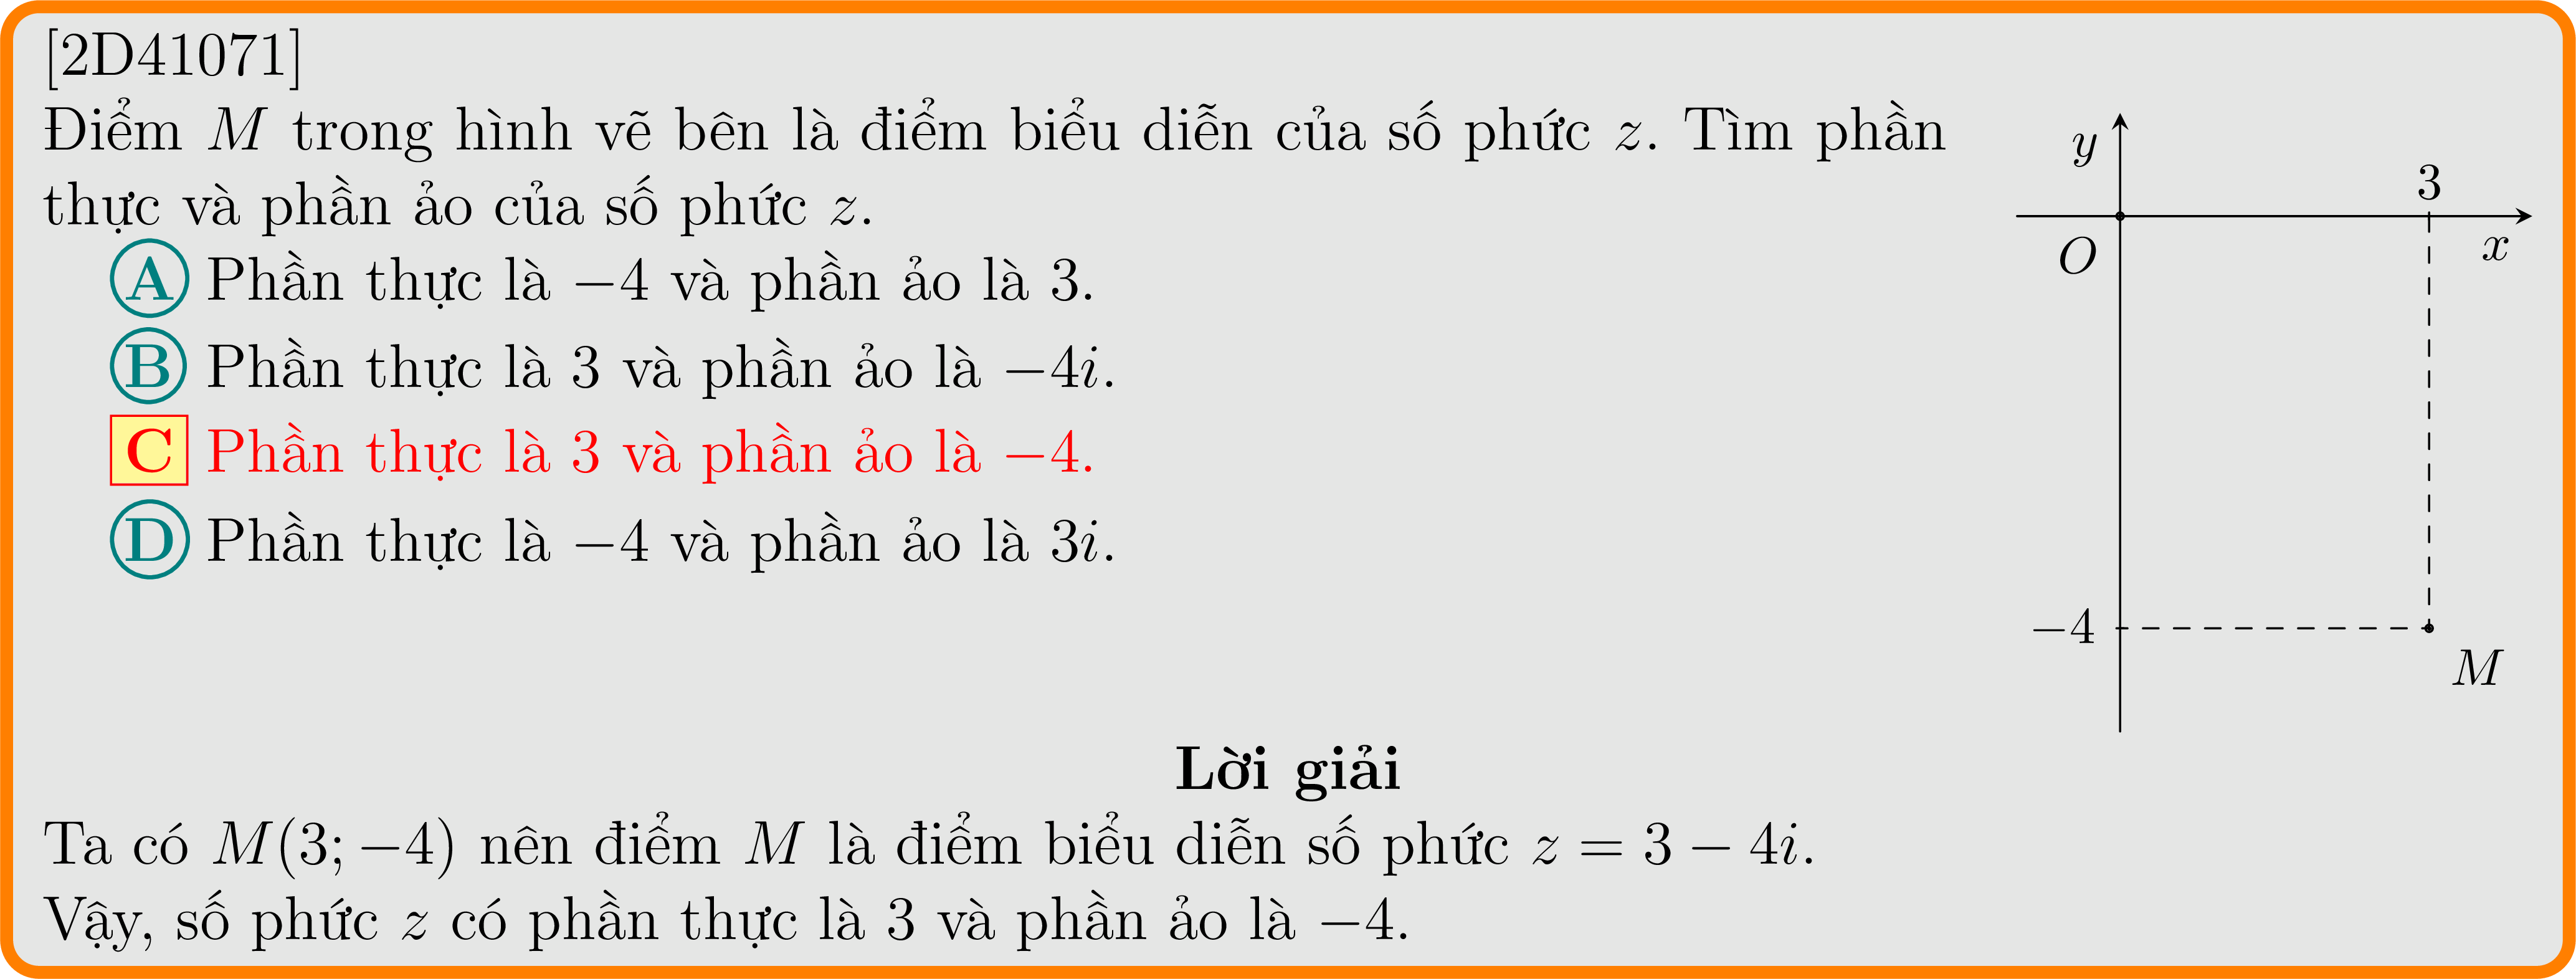 [2D41071]
Điểm M trong hình vẽ bên là điểm biểu diễn của số phức z. Tìm phần
thực và phần ảo của số phức z.
A Phần thực là −4 và phần ảo là 3.
B Phần thực là 3 và phần ảo là −4i.
C Phần thực là 3 và phần ảo là −4.
D Phần thực là −4 và phần ảo là 3i.
y
3
O
x
−4
M
Lời giải
Ta có M(3; −4) nên điểm M là điểm biểu diễn số phức z = 3 − 4i.
Vậy, số phức z có phần thực là 3 và phần ảo là −4.